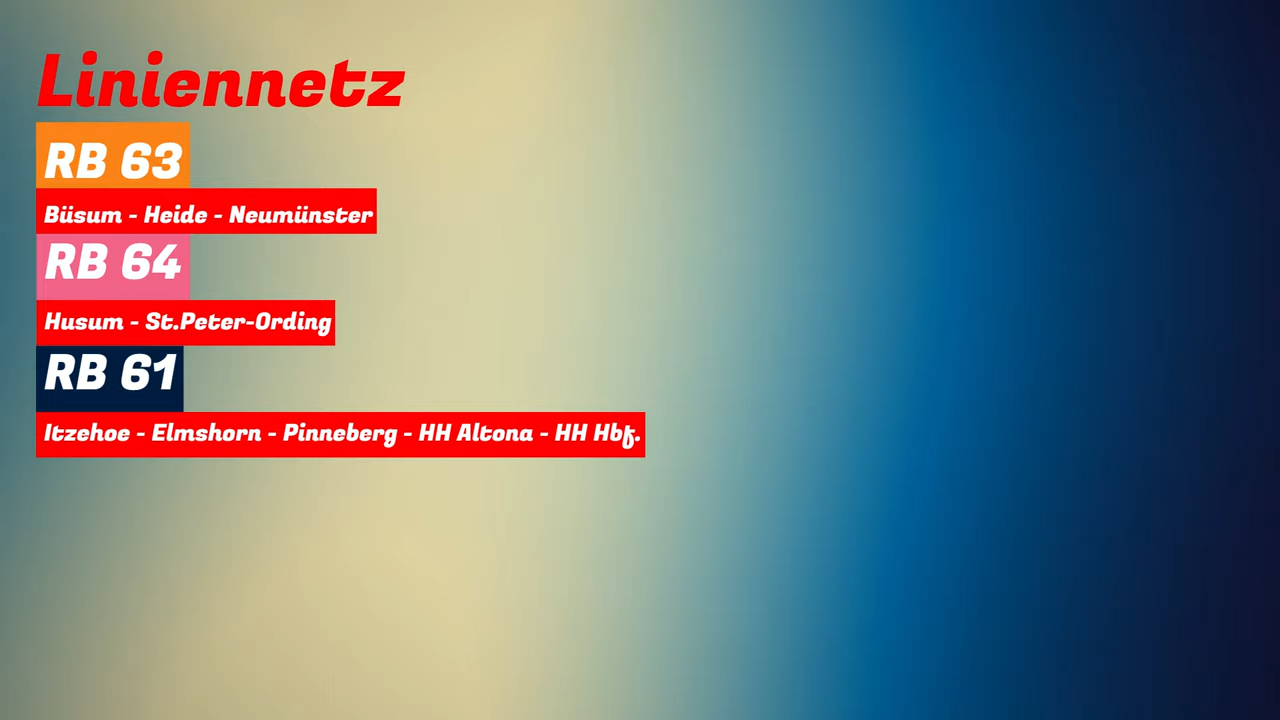 Liniennetz
RB 63
Büsum - Heide - Neumünster
RB 64
Husum - St.Peter-Ording
RB 61
Itzehoe - Elmshorn - Pinneberg - HH Altona - HH Hbf.